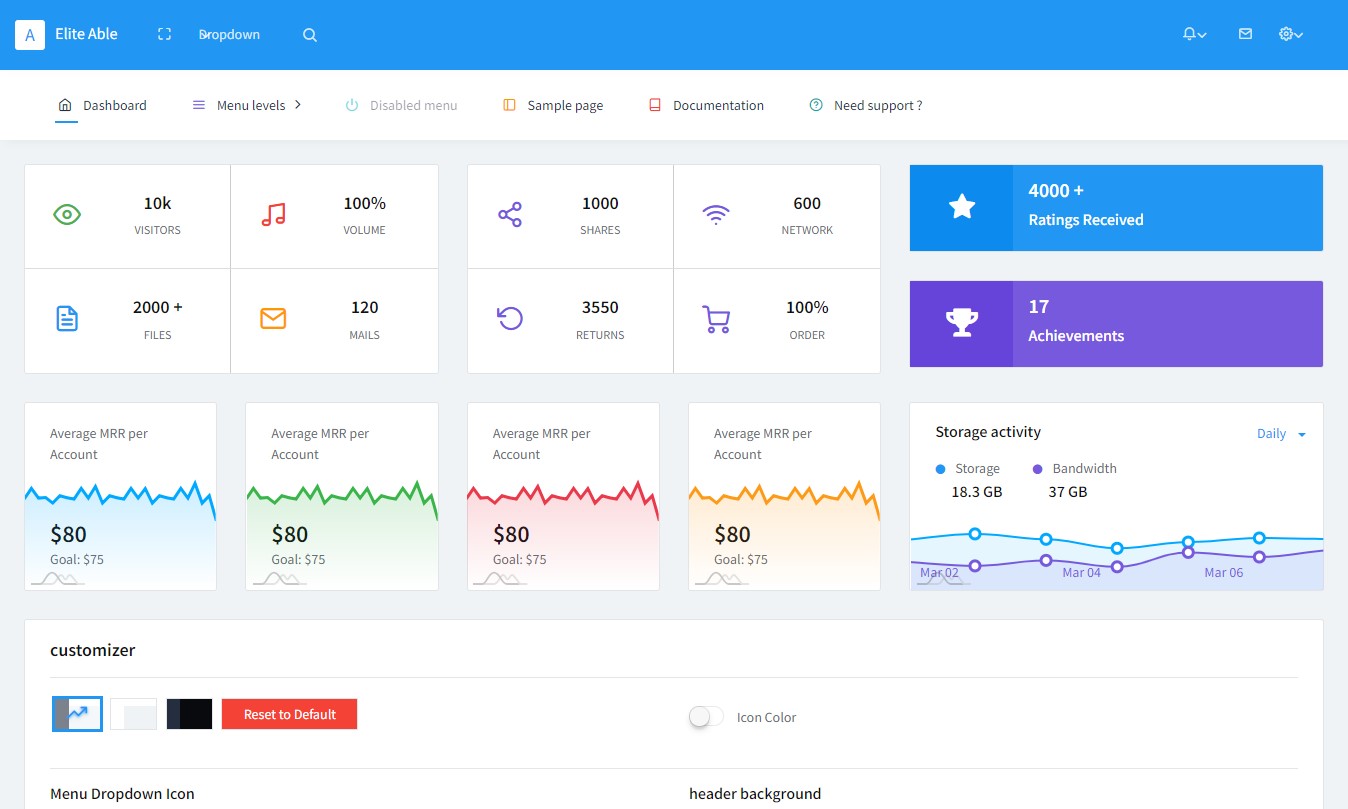 A
Elite Able
Dropdown
Dashboard
Menu levels
Disabled menu
Sample page
Documentation
Need support ?
10k
VISITORS
100%
VOLUME
2000 +
FILES
120
MAILS
1000
SHARES
600
NETWORK
3550
RETURNS
100%
ORDER
4000 +
Ratings Received
17
Achievements
Average MRR per
Account
$80
Goal: $75
Average MRR per
Account
$80
Goal: $75
Average MRR per
Account
$80
Goal: $75
Average MRR per
Account
$80
Goal: $75
Storage activity
Daily
Storage
18.3 GB
Bandwidth
37 GB
Mar 02
Mar 04
Mar 06
customizer
Reset to Default
Icon Color
Menu Dropdown Icon
header background